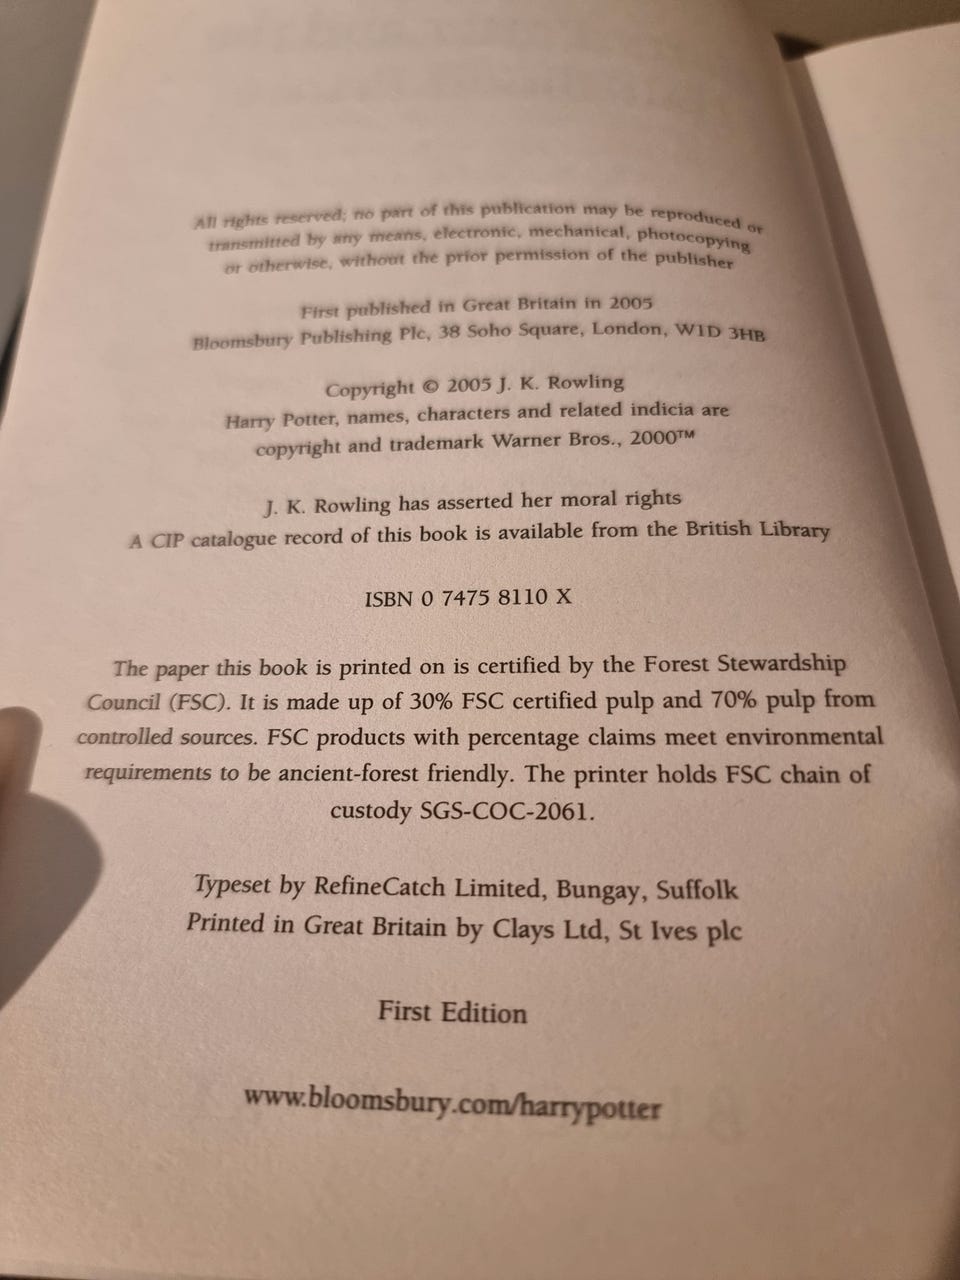 All rights reserved; no part of this publication may be reproduced or
transmitted by any means, electronic, mechanical, photocopying
or otherwise, without the prior permission of the publisher
First published in Great Britain in 2005
Bloomsbury Publishing Plc, 38 Soho Square, London, W1D 3HB
Copyright © 2005 J. K. Rowling
Harry Potter, names, characters and related indicia are
copyright and trademark Warner Bros., 2000™
J. K. Rowling has asserted her moral rights
A CIP catalogue record of this book is available from the British Library
ISBN 0 7475 8110 X
The paper this book is printed on is certified by the Forest Stewardship
Council (FSC). It is made up of 30% FSC certified pulp and 70% pulp from
controlled sources. FSC products with percentage claims meet environmental
requirements to be ancient-forest friendly. The printer holds FSC chain of
custody SGS-COC-2061.
Typeset by RefineCatch Limited, Bungay, Suffolk
Printed in Great Britain by Clays Ltd, St Ives plc
First Edition
www.bloomsbury.com/harrypotter